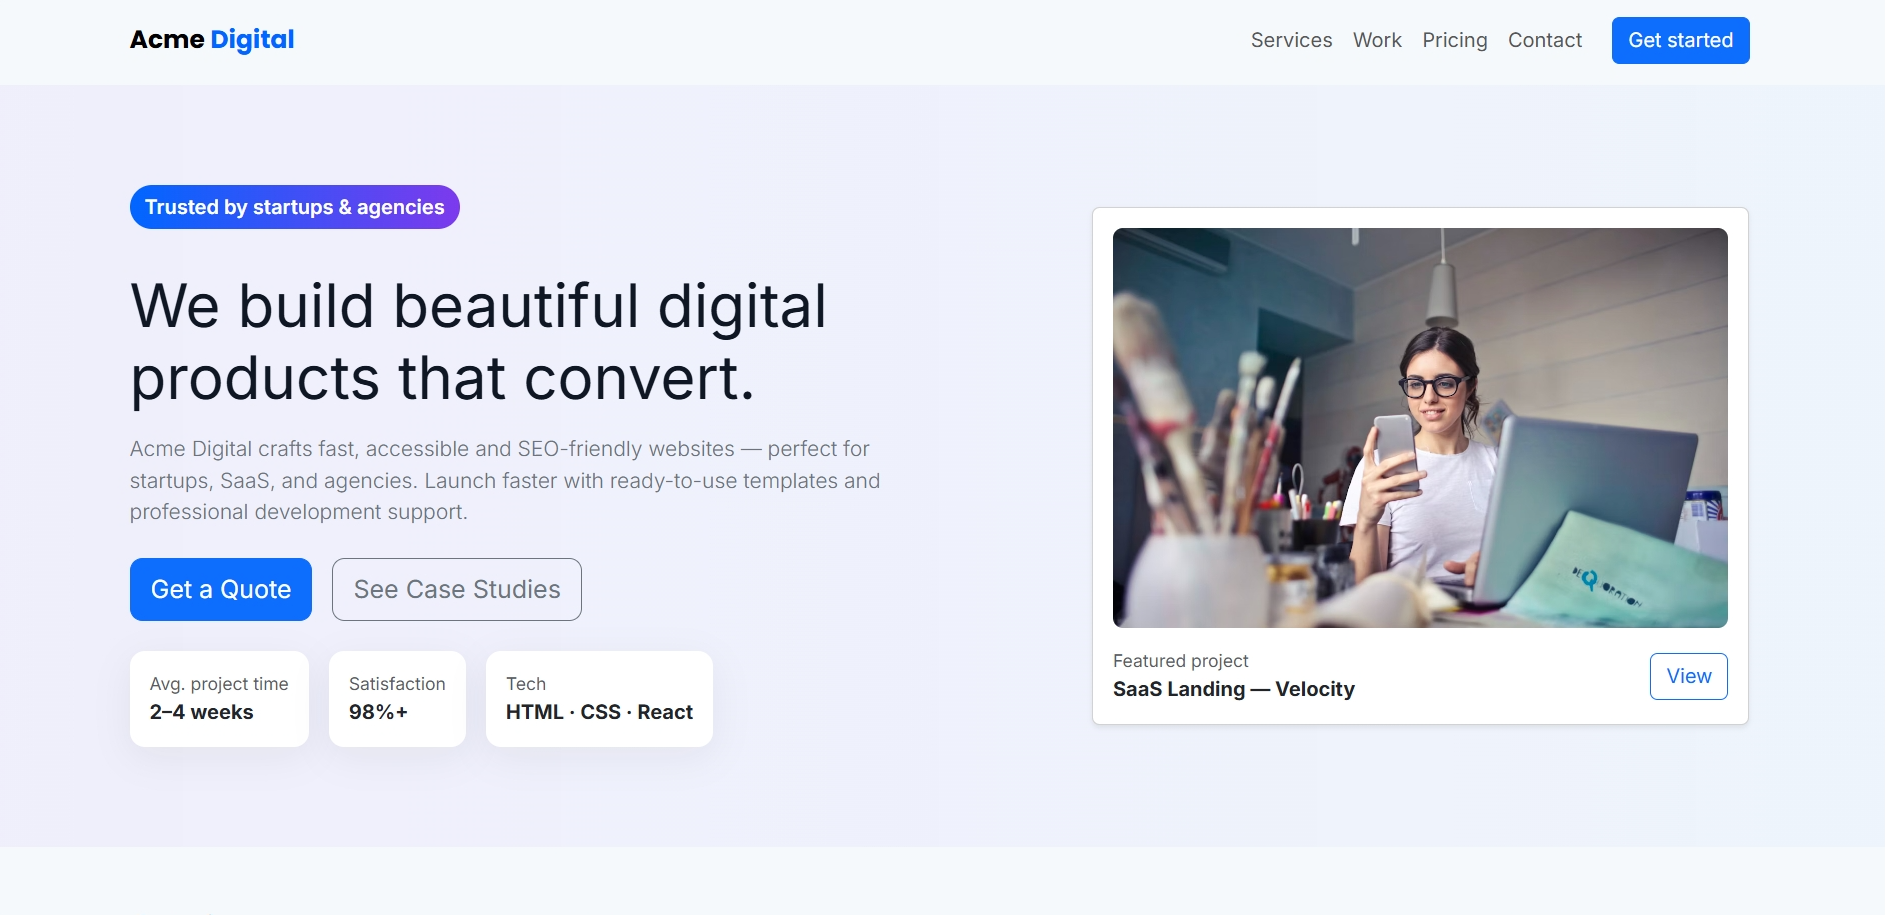 Acme Digital
Services Work Pricing Contact Get started
Trusted by startups & agencies
We build beautiful digital
products that convert.
Acme Digital crafts fast, accessible and SEO-friendly websites — perfect for
startups, SaaS, and agencies. Launch faster with ready-to-use templates and
professional development support.
Get a Quote
See Case Studies
Avg. project time
2–4 weeks
Satisfaction
98%+
Tech
HTML · CSS · React
Featured project
SaaS Landing — Velocity
View